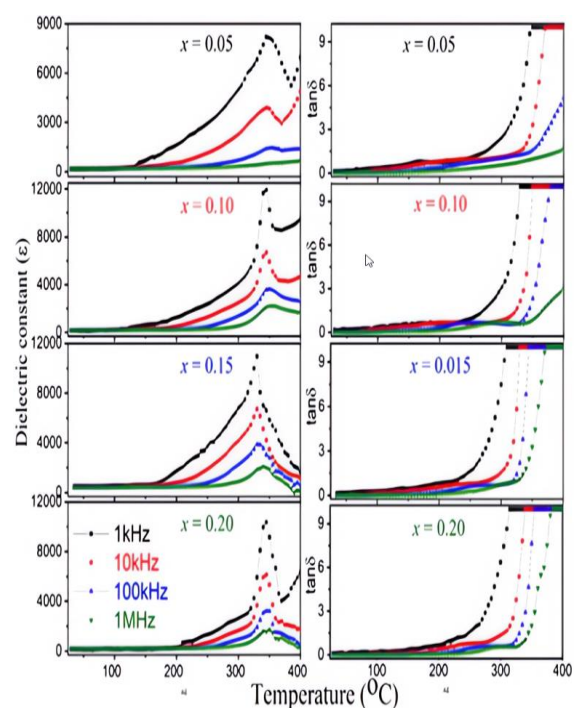 9000
6000
3000
0
x = 0.05
9
6
3
0
tanδ
x = 0.05
12000
8000
4000
0
x = 0.10
9
6
3
0
tanδ
x = 0.10
Dielectric constant (ε)
12000
8000
4000
0
x = 0.15
9
6
3
0
tanδ
x = 0.015
12000
8000
4000
0
x = 0.20
1kHz
10kHz
100kHz
1MHz
9
6
3
0
tanδ
x = 0.20
100 200 300 400
100 200 300 400
Temperature (⁰C)